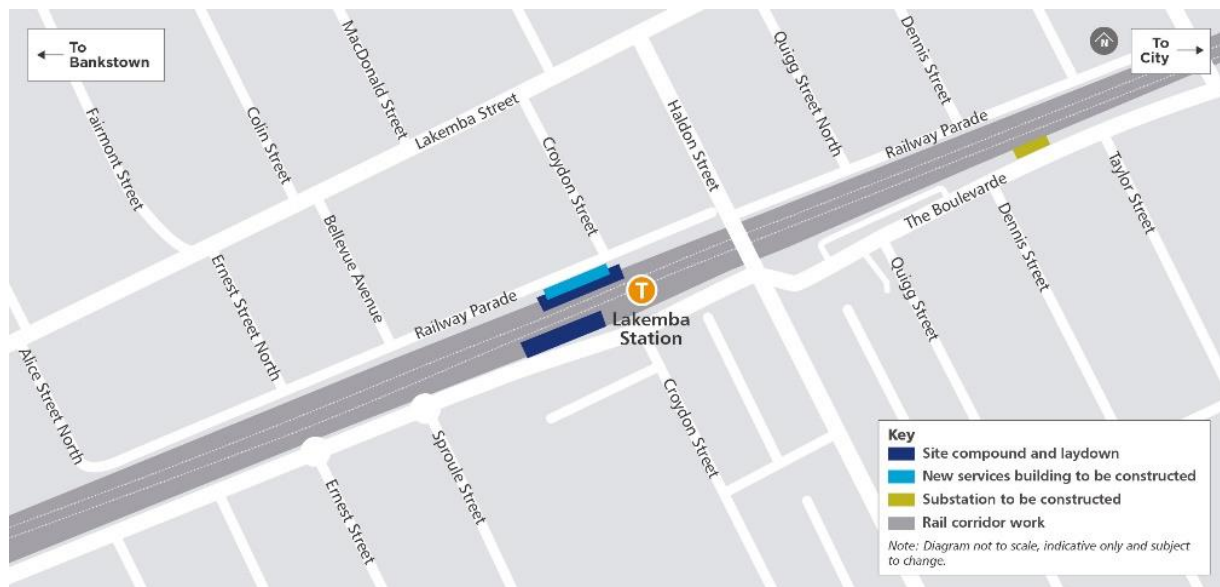 To
Bankstown
To
City
N
MacDonald Street
Quigg Street North
Dennis Street
Colin Street
Fairmont Street
Lakemba Street
Croydon Street
Haldon Street
Railway Parade
Taylor Street
The Boulevarde
Dennis Street
Bellevue Avenue
Ernest Street North
Quigg Street
T
Railway Parade
Lakemba
Station
Alice Street North
Croydon Street
Sproule Street
Ernest Street
Key
Site compound and laydown
New services building to be constructed
Substation to be constructed
Rail corridor work
Note: Diagram not to scale, indicative only and subject
to change.